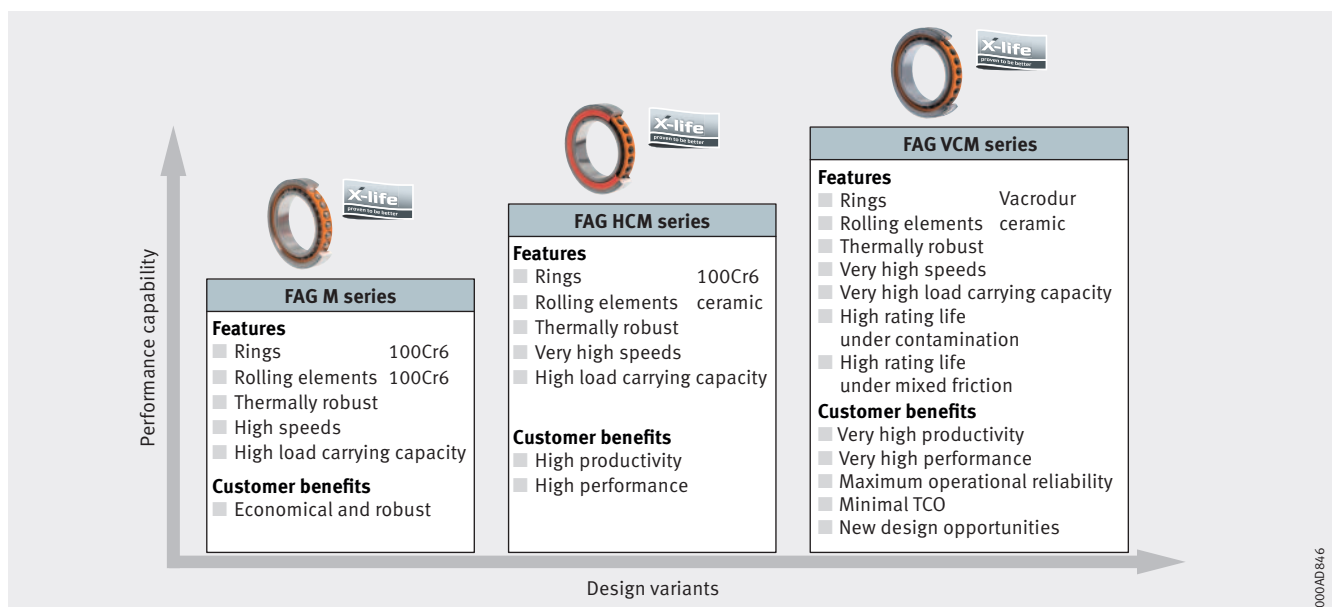 X-life
proven to be better
FAG M series
Features
Rings 100Cr6
Rolling elements 100Cr6
Thermally robust
High speeds
High load carrying capacity
Customer benefits
Economical and robust
X-life
proven to be better
FAG HCM series
Features
Rings 100Cr6
Rolling elements ceramic
Thermally robust
Very high speeds
High load carrying capacity
Customer benefits
High productivity
High performance
X-life
proven to be better
FAG VCM series
Features
Rings Vacrodur
Rolling elements ceramic
Thermally robust
Very high speeds
Very high load carrying capacity
High rating life
under contamination
High rating life
under mixed friction
Customer benefits
Very high productivity
Very high performance
Maximum operational reliability
Minimal TCO
New design opportunities
Performance capability
Design variants
000AD846